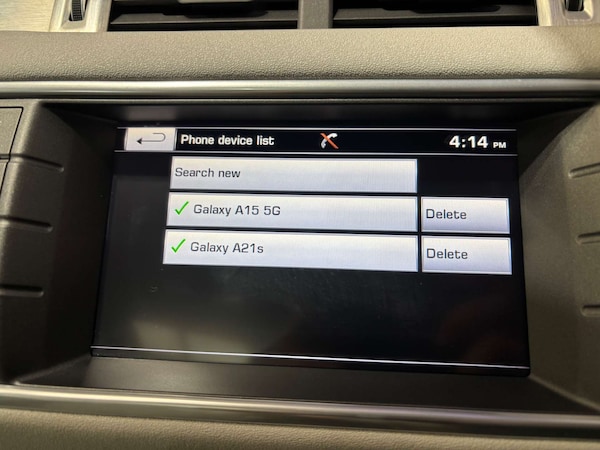 Phone device list 4:14 PM
Search new
Galaxy A15 5G Delete
Galaxy A21s Delete